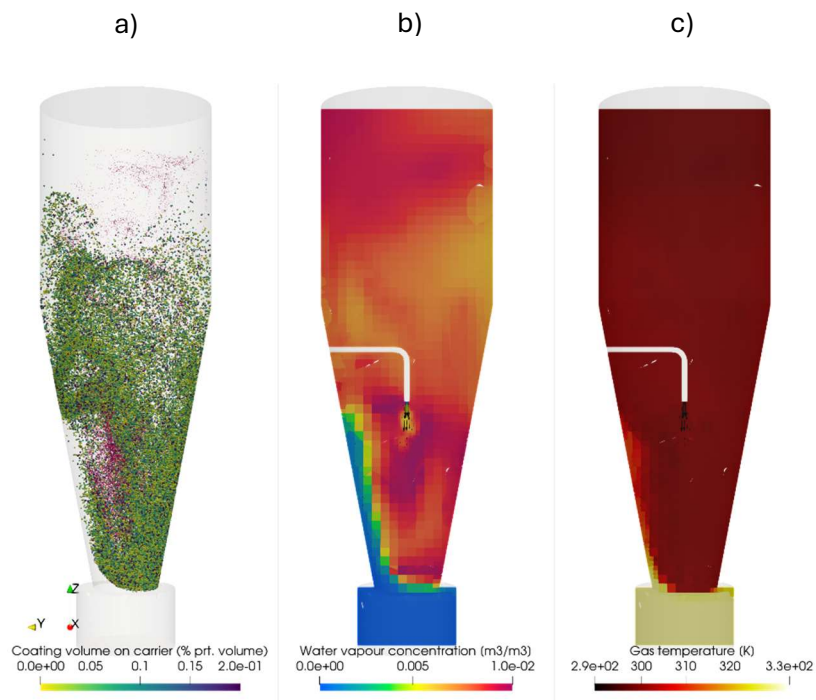 a) b) c)
Z
Y X
Coating volume on carrier (% prt. volume)
0.0e+00 0.05 0.1 0.15 2.0e-01
Water vapour concentration [m3/m3]
0.0e+00 0.005 1.0e-02
Gas temperature (K)
2.9e+02 300 310 320 3.3e+02